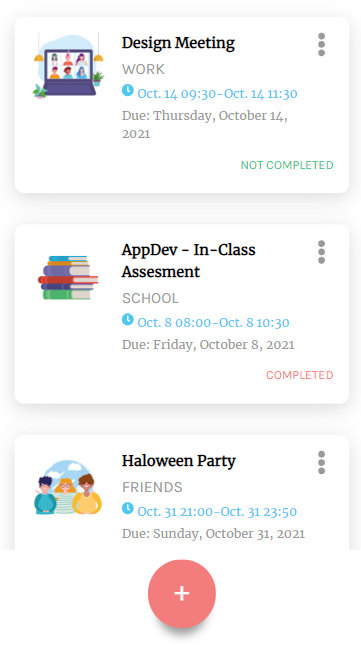 Design Meeting
WORK
Oct. 14 09:30-Oct. 14 11:30
Due: Thursday, October 14,
2021
NOT COMPLETED
AppDev - In-Class
Assesment
SCHOOL
Oct. 8 08:00-Oct. 8 10:30
Due: Friday, October 8, 2021
COMPLETED
Haloween Party
FRIENDS
Oct. 31 21:00-Oct. 31 23:50
Due: Sunday, October 31, 2021
+